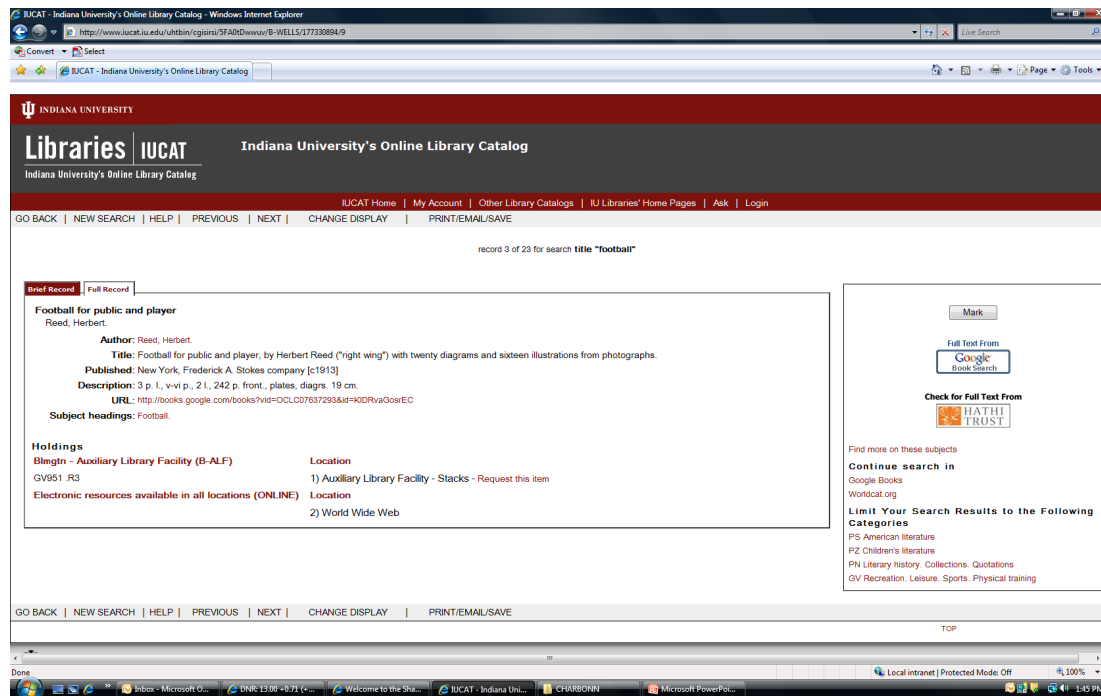 IUCAT - Indiana University's Online Library Catalog - Windows Internet Explorer
http://www.iucat.iu.edu/uhtbin/cgisirsi/5FA0tDwwuv/B-WELLS/177330894/9
Live Search
Convert Select
IUCAT - Indiana University's Online Library Catalog
Page Tools
INDIANA UNIVERSITY
Libraries IUCAT
Indiana University's Online Library Catalog
Indiana University's Online Library Catalog
IUCAT Home | My Account | Other Library Catalogs | IU Libraries' Home Pages | Ask | Login
GO BACK | NEW SEARCH | HELP | PREVIOUS | NEXT | CHANGE DISPLAY | PRINT/EMAIL/SAVE
record 3 of 23 for search title "football"
Brief Record Full Record
Football for public and player
Reed, Herbert.
Author: Reed, Herbert.
Title: Football for public and player, by Herbert Reed ("right wing") with twenty diagrams and sixteen illustrations from photographs.
Published: New York, Frederick A. Stokes company [c1913]
Description: 3 p. l., v-vi p., 2 l., 242 p. front., plates, diagrs. 19 cm.
URL: http://books.google.com/books?vid=OCLC07637293&id=KIDRvaGosrEC
Subject headings: Football.
Holdings
Blmgtn - Auxiliary Library Facility (B-ALF) Location
GV951 .R3 1) Auxiliary Library Facility - Stacks - Request this item
Electronic resources available in all locations (ONLINE) Location
2) World Wide Web
Mark
Full Text From
Google
Book Search
Check for Full Text From
HATHI
TRUST
Find more on these subjects
Continue search in
Google Books
Worldcat.org
Limit Your Search Results to the Following
Categories
PS American literature
PZ Children's literature
PN Literary history. Collections. Quotations
GV Recreation. Leisure. Sports. Physical training
GO BACK | NEW SEARCH | HELP | PREVIOUS | NEXT | CHANGE DISPLAY | PRINT/EMAIL/SAVE
TOP
Done Local intranet | Protected Mode: Off 100%
Inbox - Microsoft O... DNR: 13.00 +0.71 (+... Welcome to the Sha... IUCAT - Indiana Uni... CHARBONN Microsoft PowerPoi... 1:45 PM